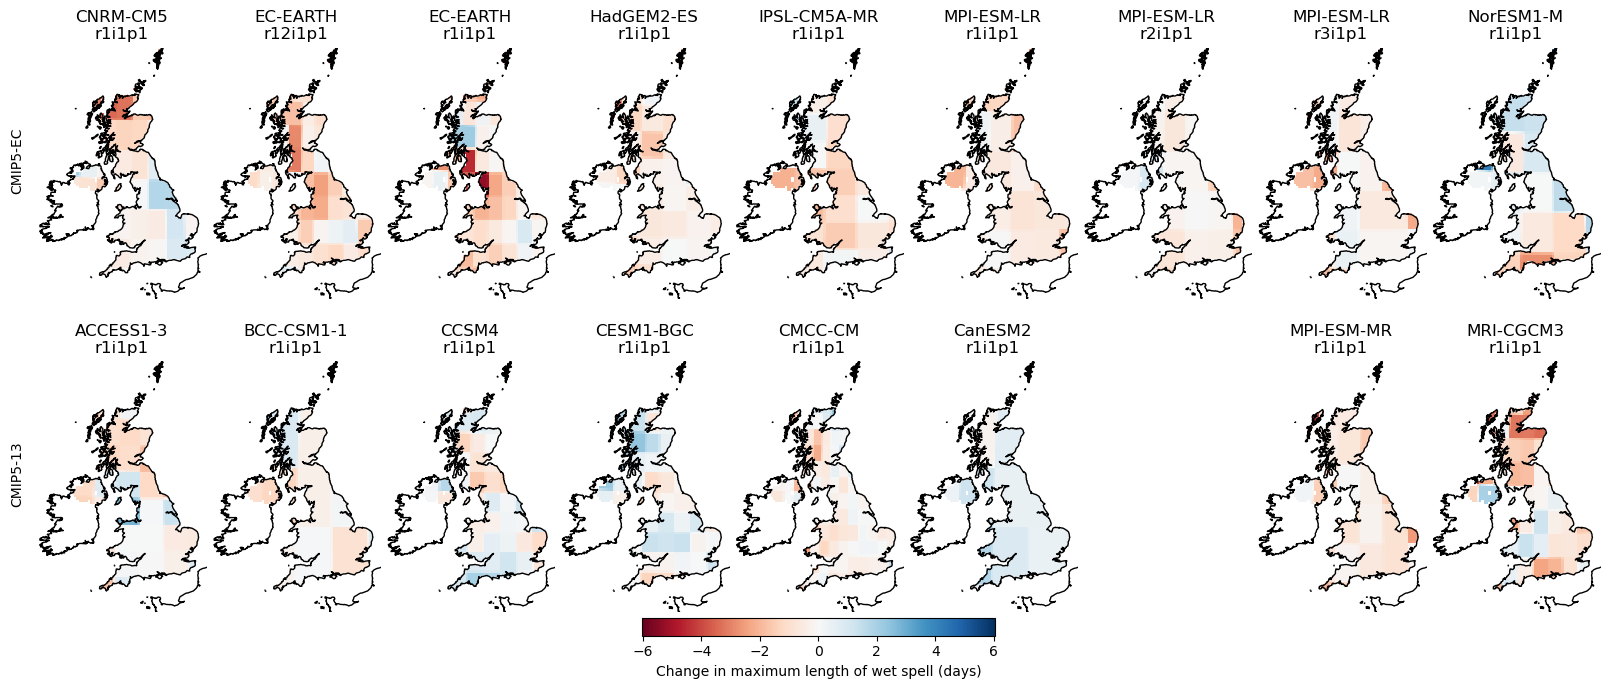 CNRM-CM5
r1i1p1
EC-EARTH
r12i1p1
EC-EARTH
r1i1p1
HadGEM2-ES
r1i1p1
IPSL-CM5A-MR
r1i1p1
MPI-ESM-LR
r1i1p1
MPI-ESM-LR
r2i1p1
MPI-ESM-LR
r3i1p1
NorESM1-M
r1i1p1
CMIP5-EC
ACCESS1-3
r1i1p1
BCC-CSM1-1
r1i1p1
CCSM4
r1i1p1
CESM1-BGC
r1i1p1
CMCC-CM
r1i1p1
CanESM2
r1i1p1
MPI-ESM-MR
r1i1p1
MRI-CGCM3
r1i1p1
CMIP5-13
−6 −4 −2 0 2 4 6
Change in maximum length of wet spell (days)